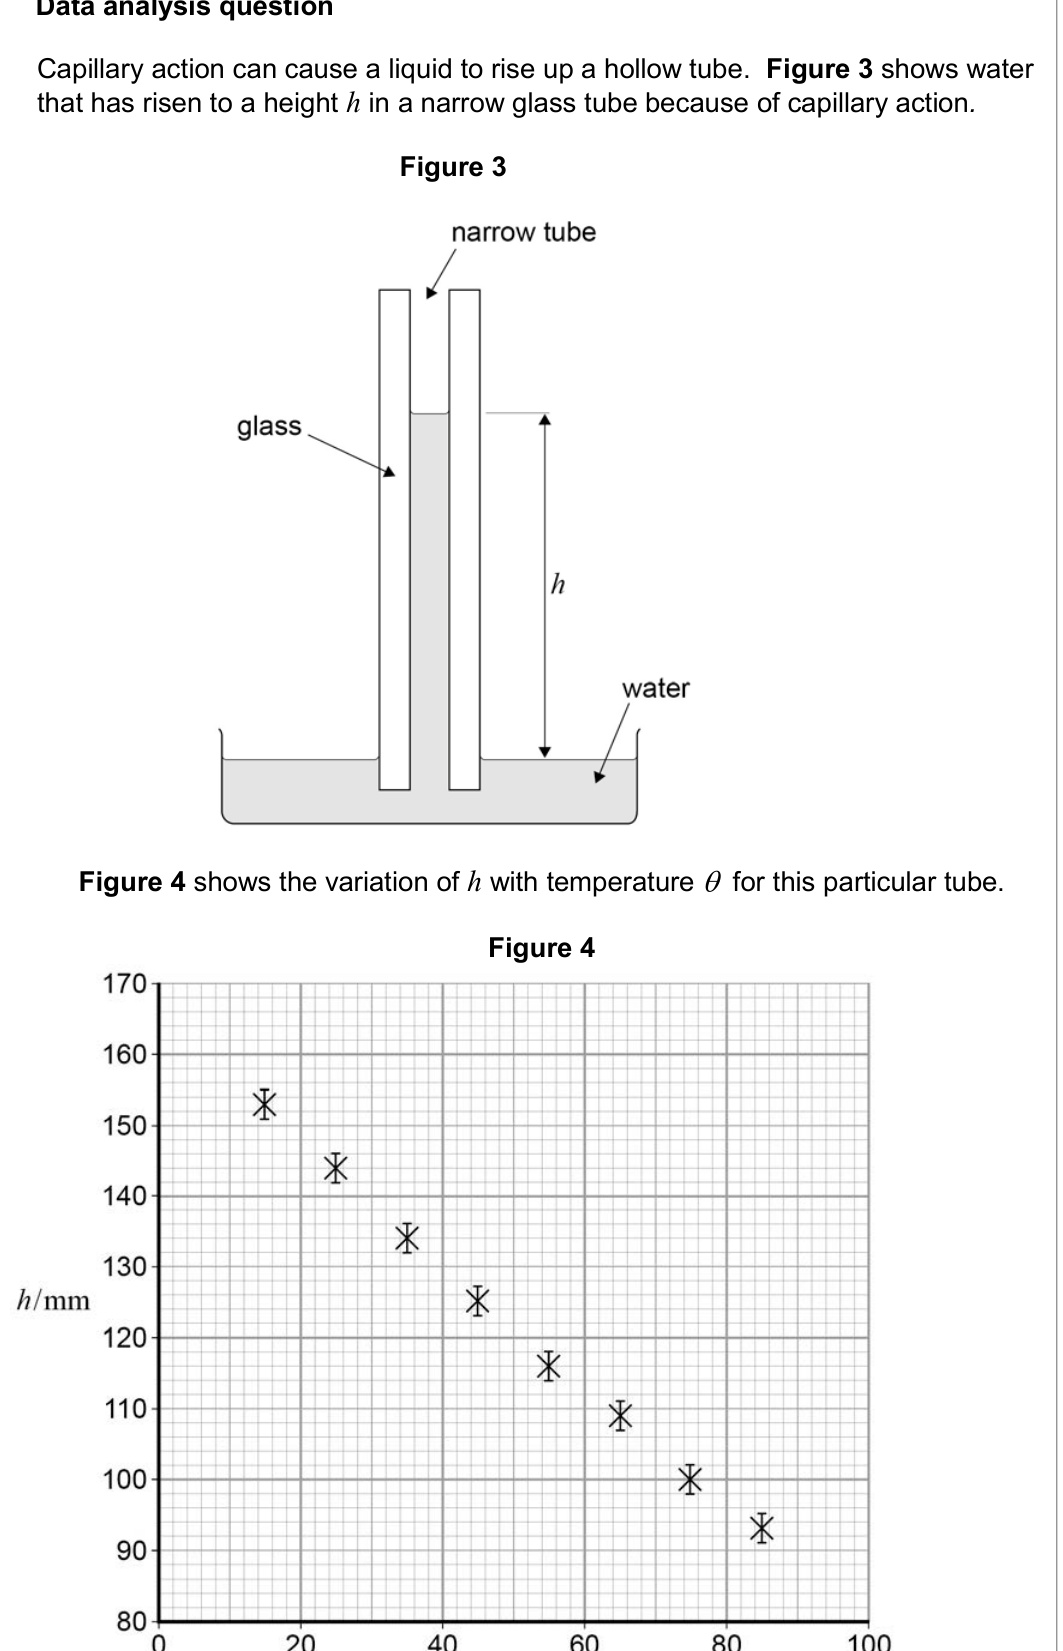 Data analysis question
Capillary action can cause a liquid to rise up a hollow tube. Figure 3 shows water
that has risen to a height h in a narrow glass tube because of capillary action.
Figure 3
narrow tube
glass
h
water
Figure 4 shows the variation of h with temperature θ for this particular tube.
Figure 4
170
160
150
140
130
h/mm
120
110
100
90
80
0 20 40 60 80 100